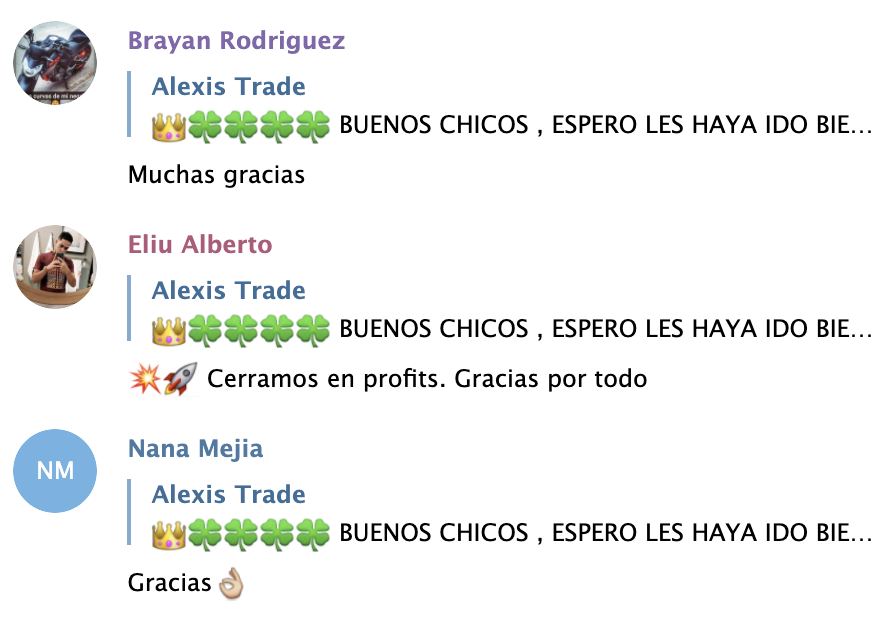 Brayan Rodriguez
Alexis Trade
👑🍀🍀🍀🍀 BUENOS CHICOS , ESPERO LES HAYA IDO BIE...
Muchas gracias
Eliu Alberto
Alexis Trade
👑🍀🍀🍀🍀 BUENOS CHICOS , ESPERO LES HAYA IDO BIE...
💥🚀 Cerramos en profits. Gracias por todo
NM
Nana Mejia
Alexis Trade
👑🍀🍀🍀🍀 BUENOS CHICOS , ESPERO LES HAYA IDO BIE...
Gracias👌🏼